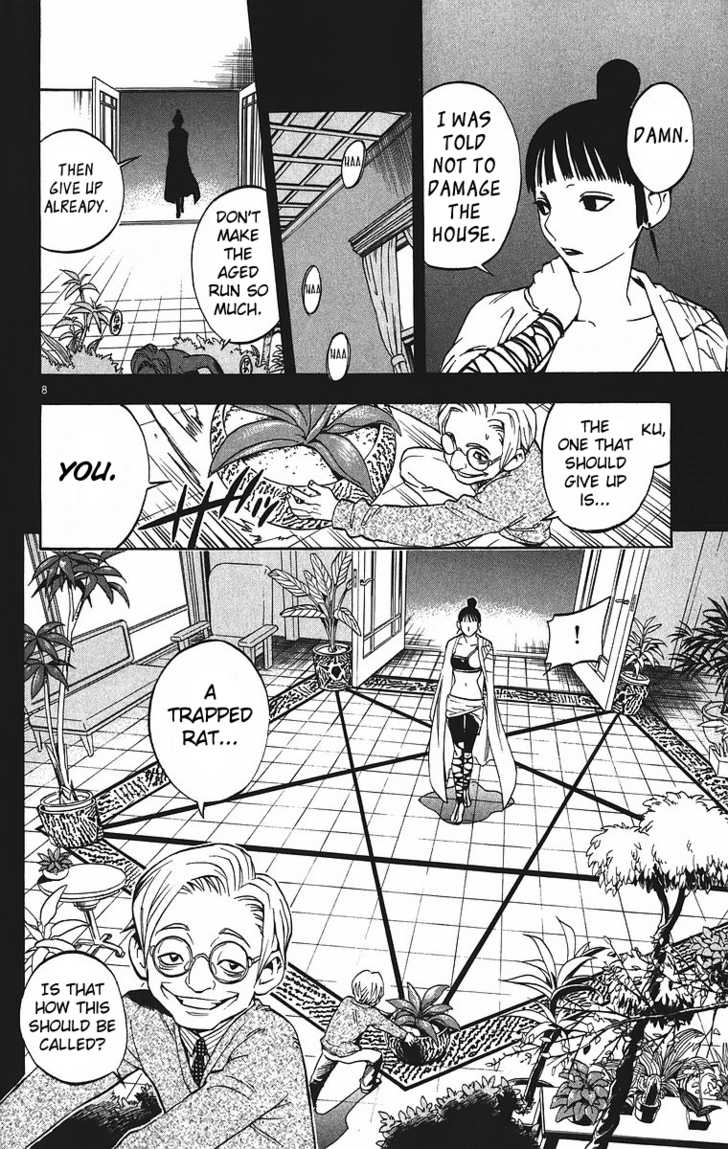 DAMN.
I WAS
TOLD
NOT TO
DAMAGE
THE
HOUSE.
HAA
HAA
HAA
THEN
GIVE UP
ALREADY.
DON'T
MAKE
THE
AGED
RUN SO
MUCH.
8
KU,
THE
ONE THAT
SHOULD
GIVE UP
IS...
YOU.
!
A
TRAPPED
RAT...
IS THAT
HOW THIS
SHOULD BE
CALLED?